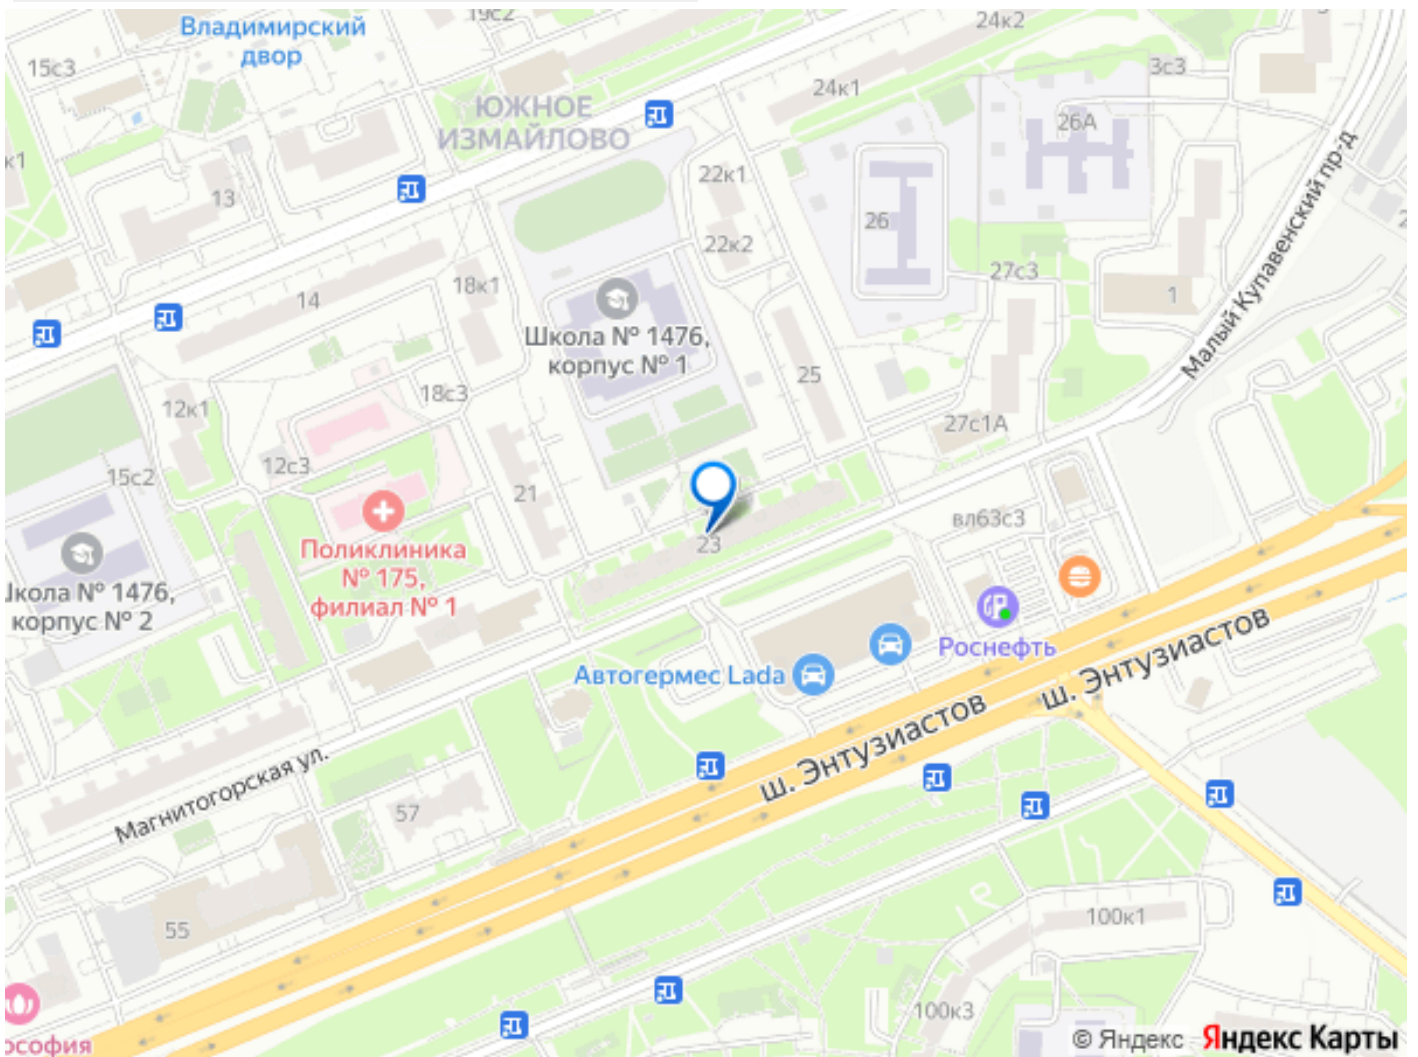 19с2
24к2
Владимирский
двор
15с3
3с3
24к1
ЮЖНОЕ
ИЗМАЙЛОВО
26А
к1
22к1
13
Малый Купавенский пр-д
26
22к2
27с3
18к1
14
1
Школа № 1476,
корпус № 1
25
18с3
12к1
27с1А
12с3
15с2
21
вл63с3
23
Поликлиника
№ 175,
филиал № 1
Школа № 1476,
корпус № 2
Роснефть
ш. Энтузиастов
Автогермес Lada
ш. Энтузиастов
Магнитогорская ул.
57
100к1
55
100к3
ософия
© Яндекс Яндекс Карты